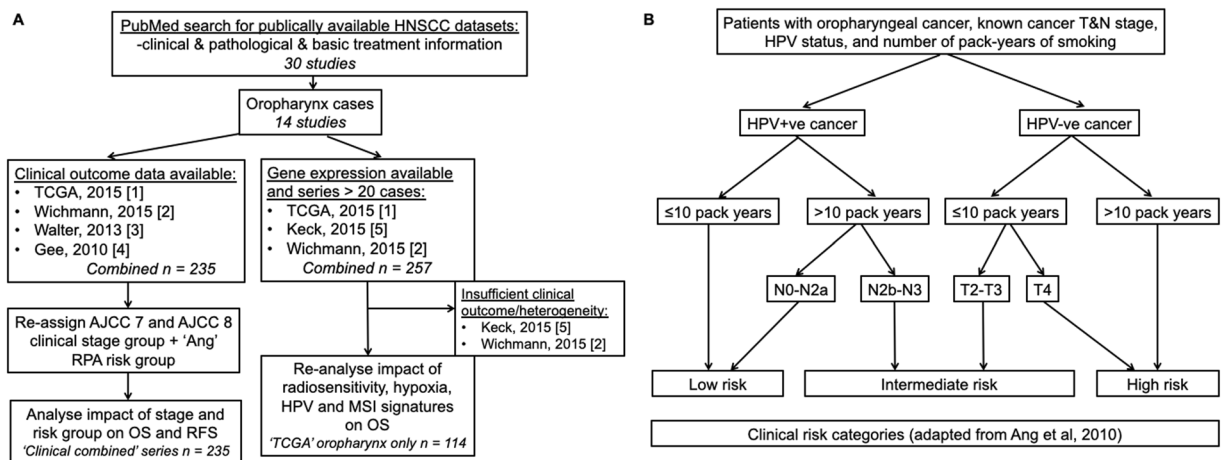 A
PubMed search for publically available HNSCC datasets:
-clinical & pathological & basic treatment information
30 studies
Oropharynx cases
14 studies
Clinical outcome data available:
• TCGA, 2015 [1]
• Wichmann, 2015 [2]
• Walter, 2013 [3]
• Gee, 2010 [4]
Combined n = 235
Gene expression available
and series > 20 cases:
• TCGA, 2015 [1]
• Keck, 2015 [5]
• Wichmann, 2015 [2]
Combined n = 257
Insufficient clinical
outcome/heterogeneity:
• Keck, 2015 [5]
• Wichmann, 2015 [2]
Re-assign AJCC 7 and AJCC 8
clinical stage group + ‘Ang’
RPA risk group
Re-analyse impact of
radiosensitivity, hypoxia,
HPV and MSI signatures
on OS
‘TCGA’ oropharynx only n = 114
Analyse impact of stage and
risk group on OS and RFS
‘Clinical combined’ series n = 235
B
Patients with oropharyngeal cancer, known cancer T&N stage,
HPV status, and number of pack-years of smoking
HPV+ve cancer
HPV-ve cancer
≤10 pack years
>10 pack years
≤10 pack years
>10 pack years
N0-N2a
N2b-N3
T2-T3
T4
Low risk
Intermediate risk
High risk
Clinical risk categories (adapted from Ang et al, 2010)